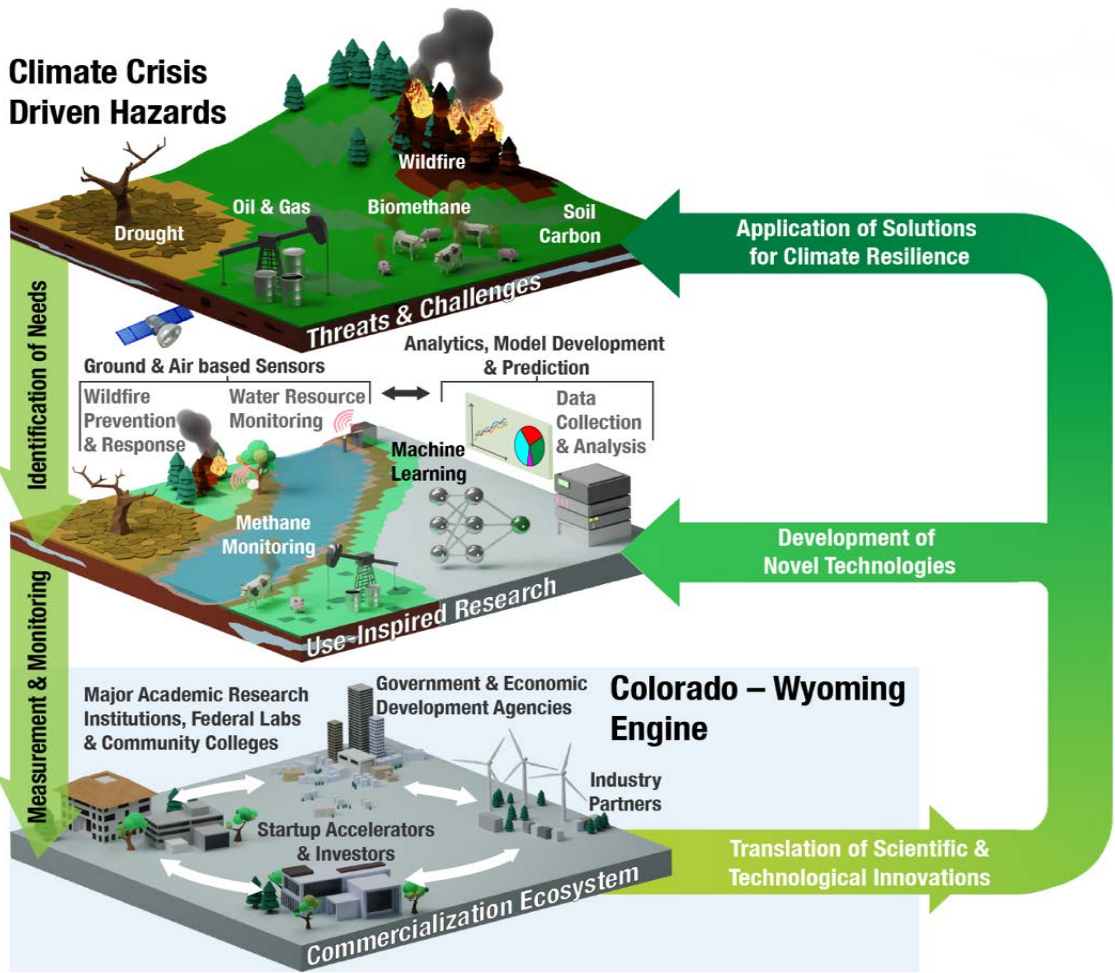 Climate Crisis
Driven Hazards
Wildfire
Oil & Gas
Biomethane
Soil
Carbon
Drought
Threats & Challenges
Application of Solutions
for Climate Resilience
Identification of Needs
Ground & Air based Sensors
Analytics, Model Development
& Prediction
Wildfire
Prevention
& Response
Water Resource
Monitoring
Data
Collection
& Analysis
Machine
Learning
Methane
Monitoring
Use-Inspired Research
Development of
Novel Technologies
Measurement & Monitoring
Major Academic Research
Institutions, Federal Labs
& Community Colleges
Government & Economic
Development Agencies
Colorado – Wyoming
Engine
Industry
Partners
Startup Accelerators
& Investors
Commercialization Ecosystem
Translation of Scientific &
Technological Innovations